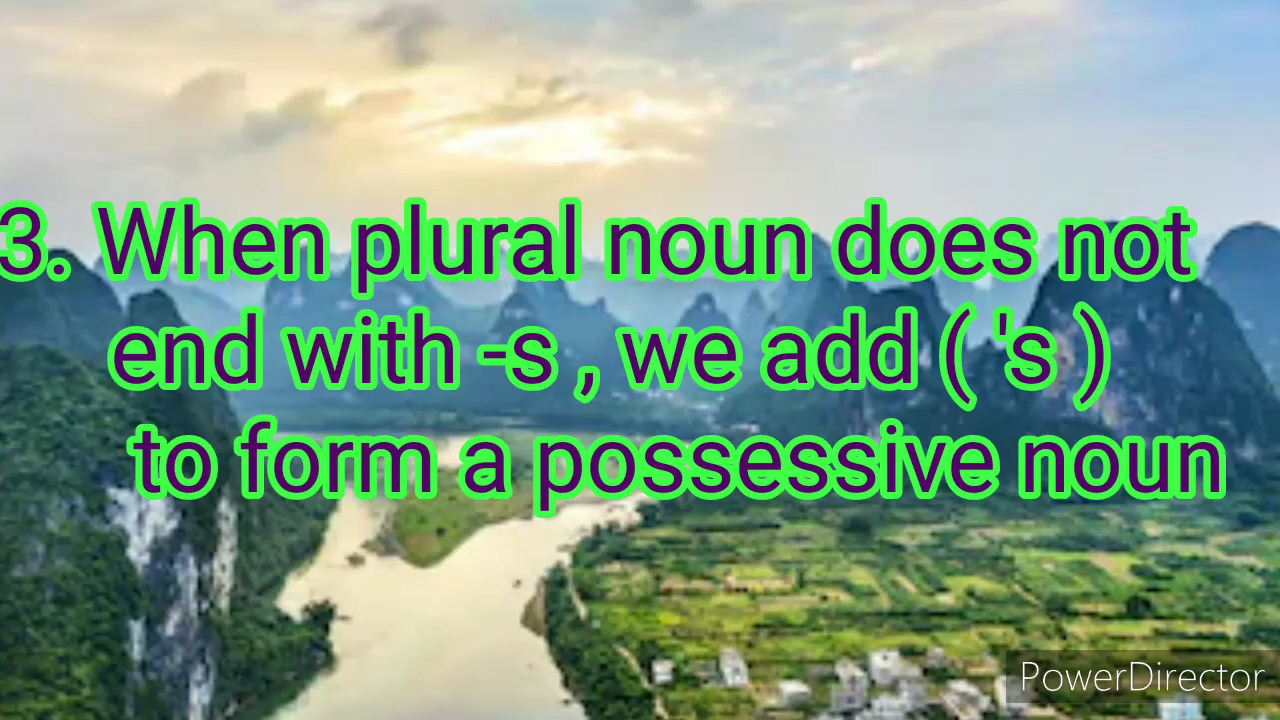 3. When plural noun does not
end with -s , we add ( 's )
to form a possessive noun
PowerDirector